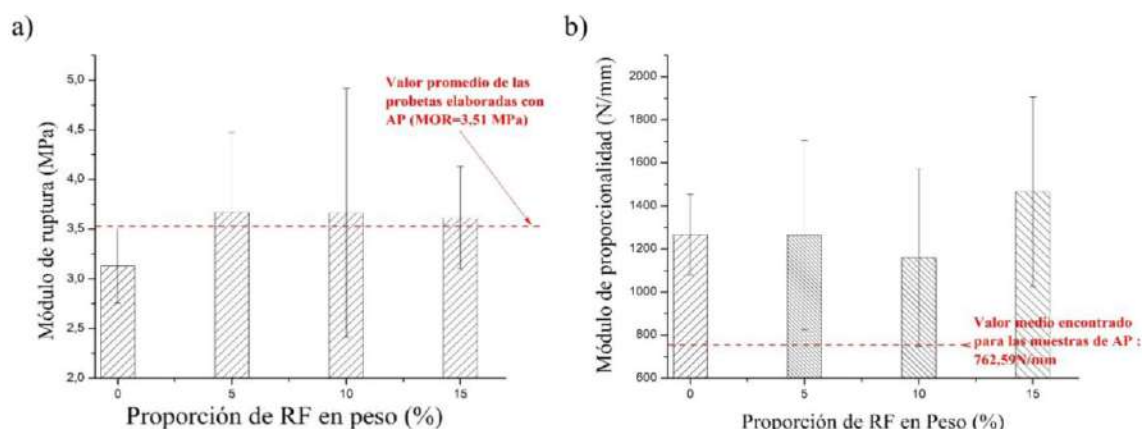 a)
Módulo de ruptura (MPa)
5,0
4,5
4,0
3,5
3,0
2,5
2,0
Valor promedio de las
probetas elaboradas con
AP (MOR=3,51 MPa)
0
5
10
15
Proporción de RF en peso (%)
b)
Módulo de proporcionalidad (N/mm)
2000
1800
1600
1400
1200
1000
800
600
Valor medio encontrado
para las muestras de AP :
762,59N/mm
0
5
10
15
Proporción de RF en Peso (%)